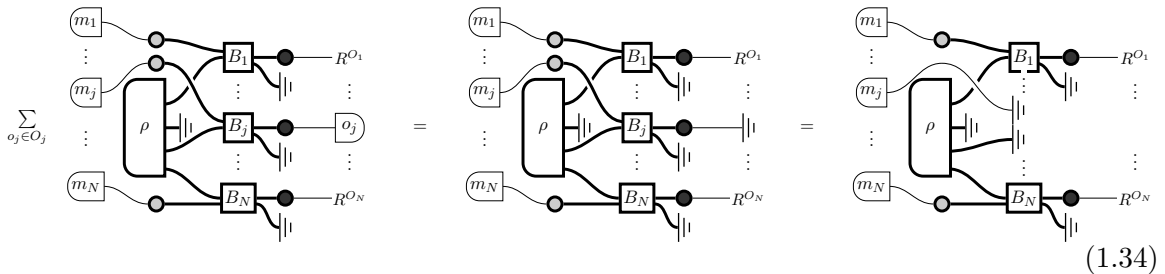 m_1 B_1 R^{O_1} m_1 B_1 R^{O_1} m_1 B_1 R^{O_1}
⋮ ⋮ ⋮ ⋮ ⋮ ⋮ ⋮ ⋮ ⋮
m_j m_j m_j
∑_{o_j∈O_j} ρ B_j o_j = ρ B_j = ρ
⋮ ⋮ ⋮ ⋮ ⋮ ⋮ ⋮ ⋮ ⋮
m_N B_N R^{O_N} m_N B_N R^{O_N} m_N B_N R^{O_N}
(1.34)